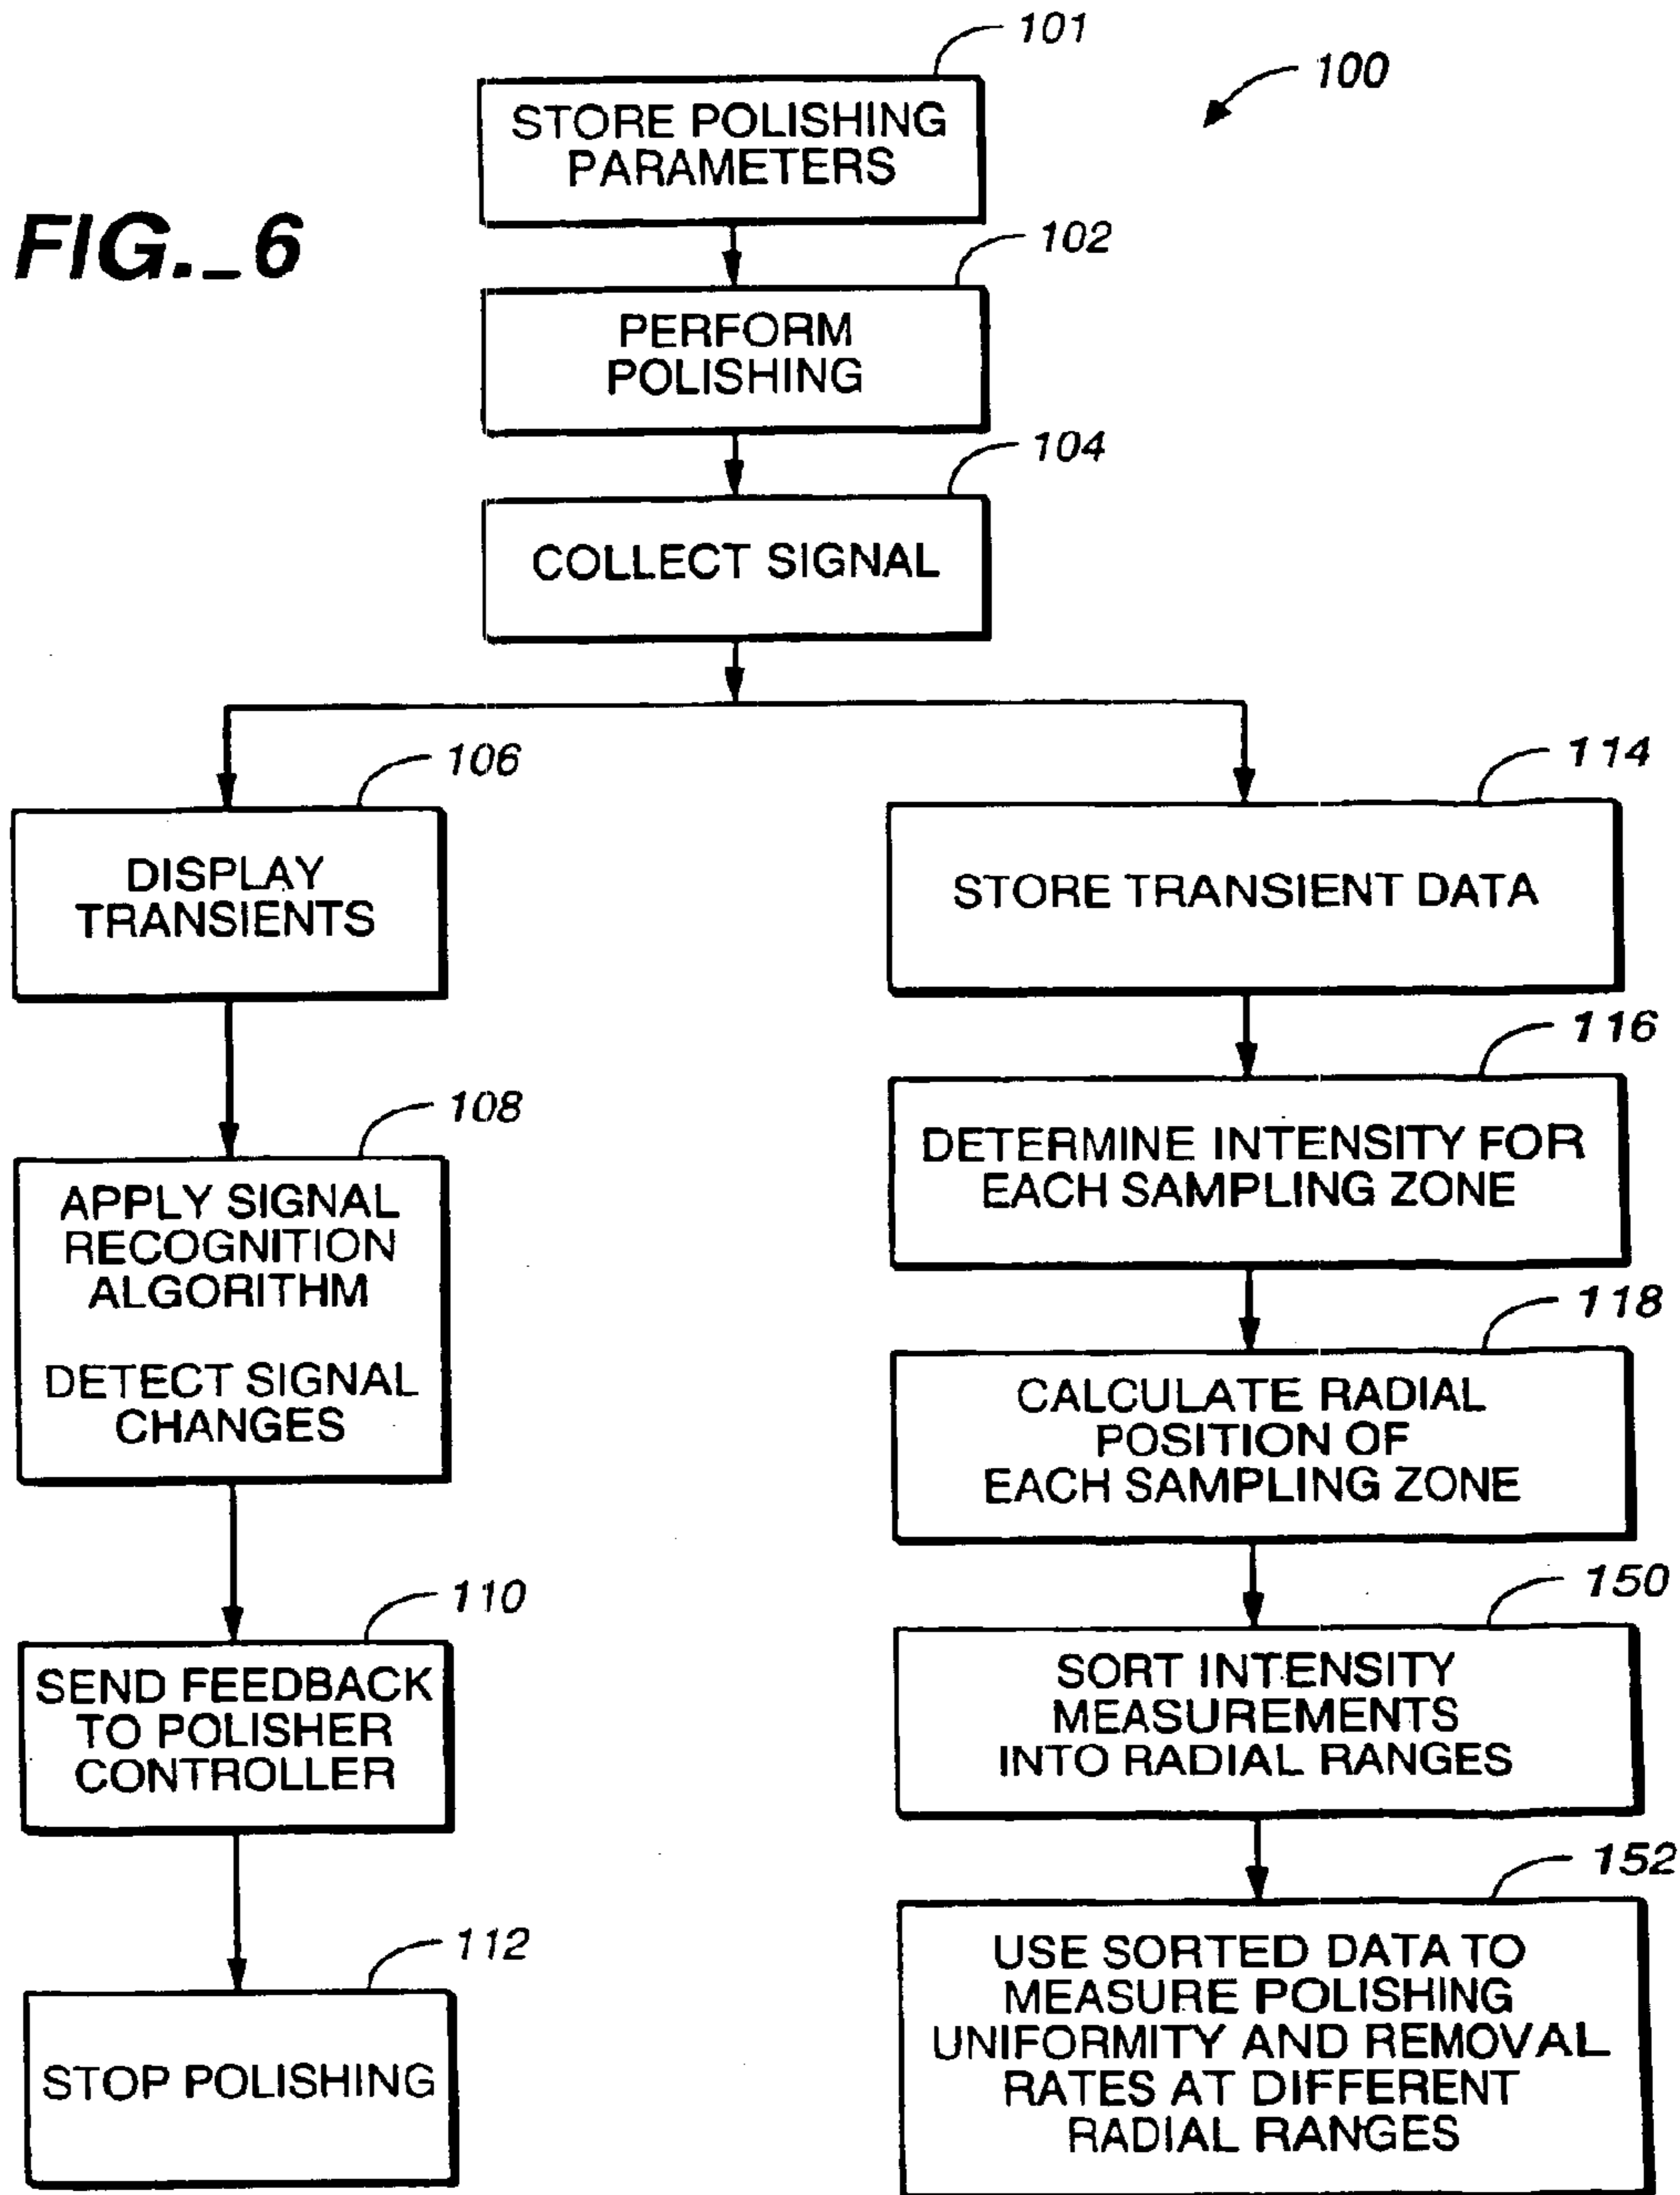 101
100
STORE POLISHING
PARAMETERS
FIG._6
102
PERFORM
POLISHING
104
COLLECT SIGNAL
106
DISPLAY
TRANSIENTS
108
APPLY SIGNAL
RECOGNITION
ALGORITHM
DETECT SIGNAL
CHANGES
110
SEND FEEDBACK
TO POLISHER
CONTROLLER
112
STOP POLISHING
114
STORE TRANSIENT DATA
116
DETERMINE INTENSITY FOR
EACH SAMPLING ZONE
118
CALCULATE RADIAL
POSITION OF
EACH SAMPLING ZONE
150
SORT INTENSITY
MEASUREMENTS
INTO RADIAL RANGES
152
USE SORTED DATA TO
MEASURE POLISHING
UNIFORMITY AND REMOVAL
RATES AT DIFFERENT
RADIAL RANGES